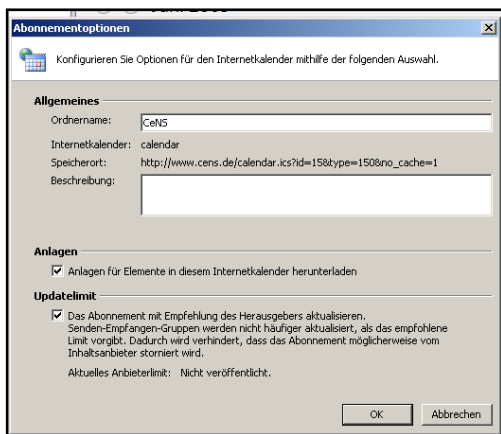 Abonnementoptionen
Konfigurieren Sie Optionen für den Internetkalender mithilfe der folgenden Auswahl.
Allgemeines
Ordnername: CeNS
Internetkalender: calendar
Speicherort: http://www.cens.de/calendar.ics?id=15&type=150&no_cache=1
Beschreibung:
Anlagen
Anlagen für Elemente in diesem Internetkalender herunterladen
Updatelimit
Das Abonnement mit Empfehlung des Herausgebers aktualisieren.
Senden-Empfangen-Gruppen werden nicht häufiger aktualisiert, als das empfohlene
Limit vorgibt. Dadurch wird verhindert, dass das Abonnement möglicherweise vom
Inhaltsanbieter storniert wird.
Aktuelles Anbieterlimit: Nicht veröffentlicht.
OK Abbrechen